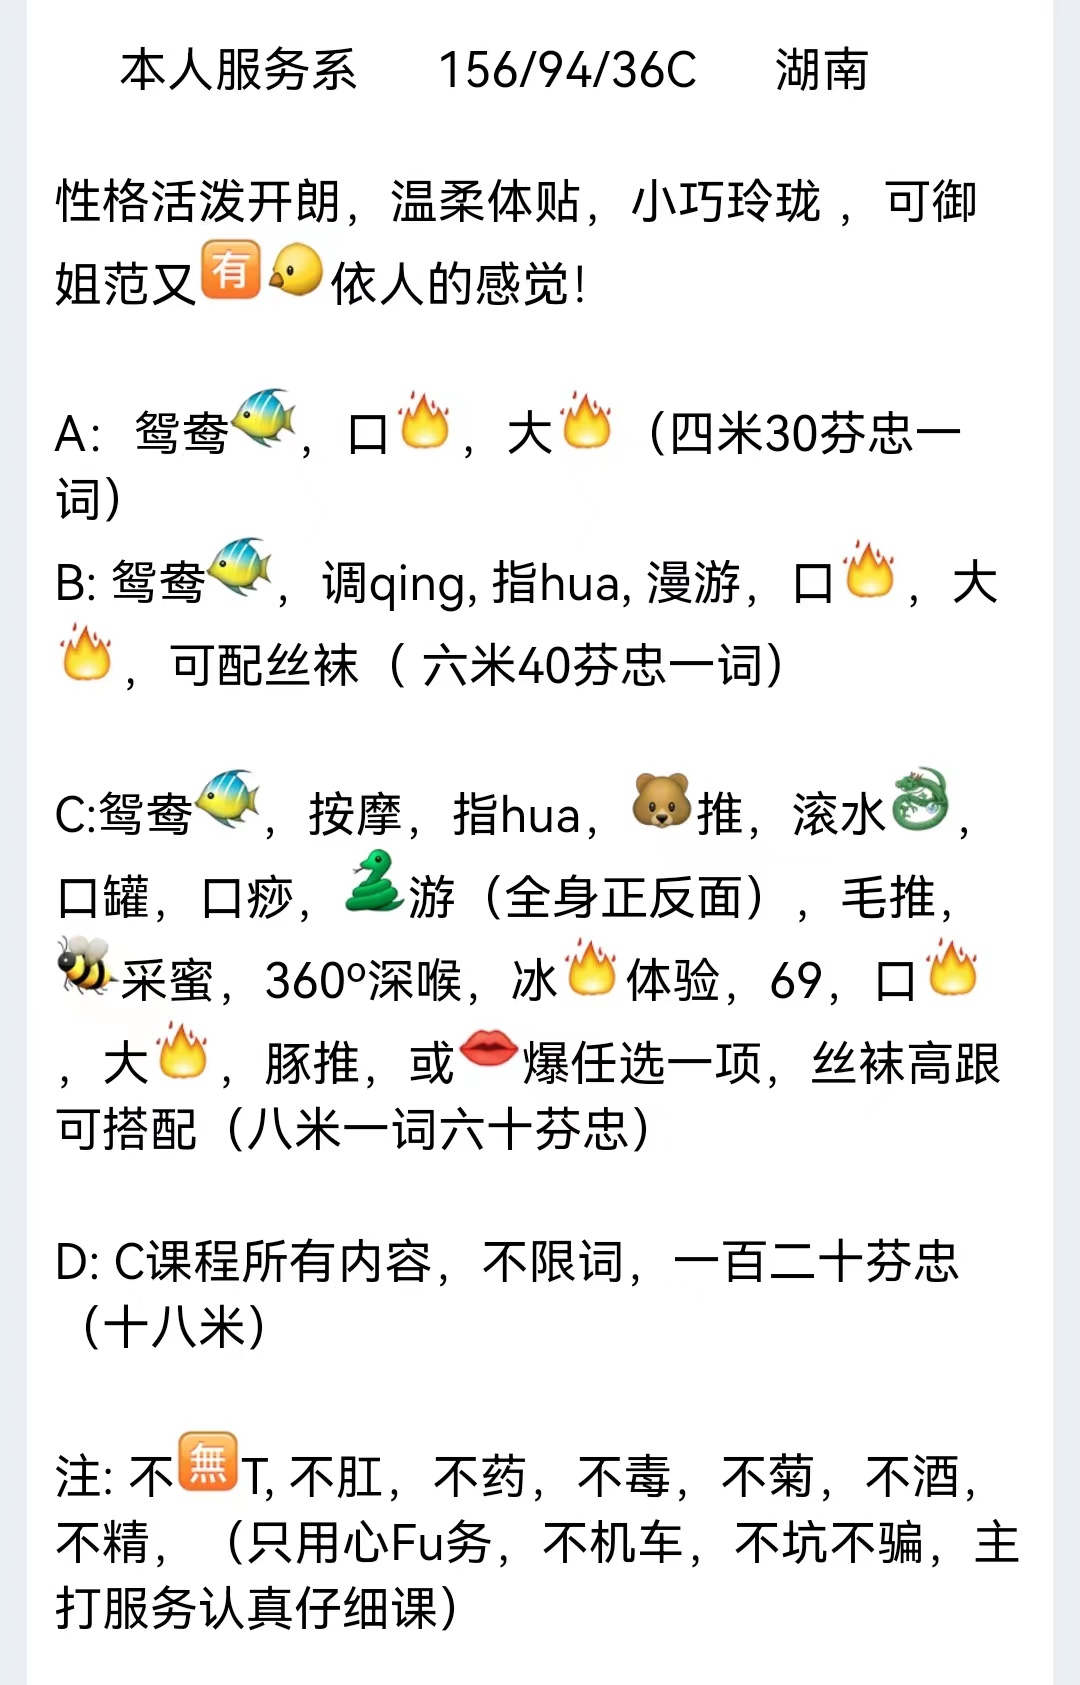 本人服务系 156/94/36C 湖南
性格活泼开朗，温柔体贴，小巧玲珑 ，可御
姐范又🈶🐤依人的感觉！
A：鸳鸯🐠，口🔥，大🔥（四米30芬忠一
词）
B: 鸳鸯🐠，调qing, 指hua, 漫游，口🔥，大
🔥，可配丝袜（ 六米40芬忠一词）
C:鸳鸯🐠，按摩，指hua，🐻推，滚水🐉，
口罐，口痧，🐍游（全身正反面），毛推，
🐝采蜜，360º深喉，冰🔥体验，69，口🔥
，大🔥，豚推，或👄爆任选一项，丝袜高跟
可搭配（八米一词六十芬忠）
D: C课程所有内容，不限词，一百二十芬忠
（十八米）
注: 不🈚T, 不肛，不药，不毒，不菊，不酒，
不精，（只用心Fu务，不机车，不坑不骗，主
打服务认真仔细课）